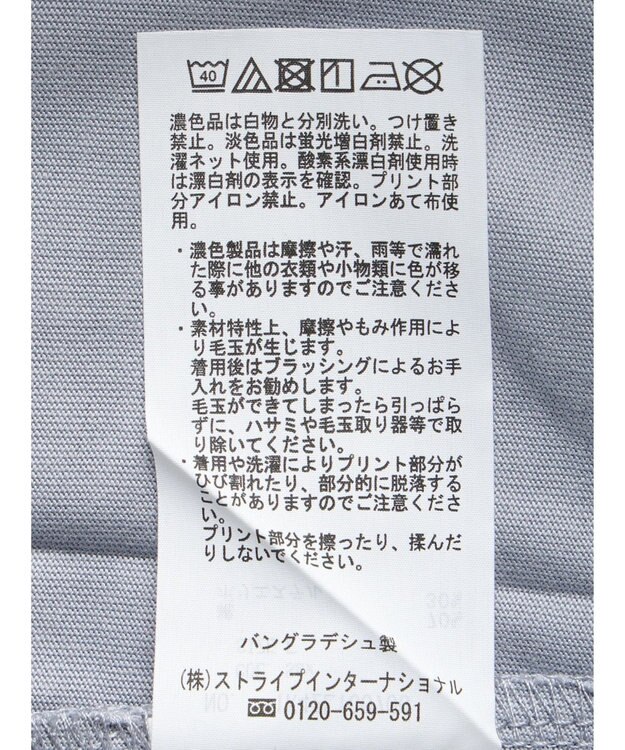 40
濃色品は白物と分別洗い。つけ置き
禁止。淡色品は蛍光増白剤禁止。洗
濯ネット使用。酸素系漂白剤使用時
は漂白剤の表示を確認。プリント部
分アイロン禁止。アイロンあて布使
用。
・濃色製品は摩擦や汗、雨等で濡れ
た際に他の衣類や小物類に色が移
る事がありますのでご注意くださ
い。
・素材特性上、摩擦やもみ作用によ
り毛玉が生じます。
着用後はブラッシングによるお手
入れをお勧めします。
毛玉ができてしまったら引っぱら
ずに、ハサミや毛玉取り器等で取
り除いてください。
・着用や洗濯によりプリント部分が
ひび割れたり、部分的に脱落する
ことがありますのでご注意くださ
い。
プリント部分を擦ったり、揉んだ
りしないでください。
バングラデシュ製
(株)ストライプインターナショナル
0120-659-591